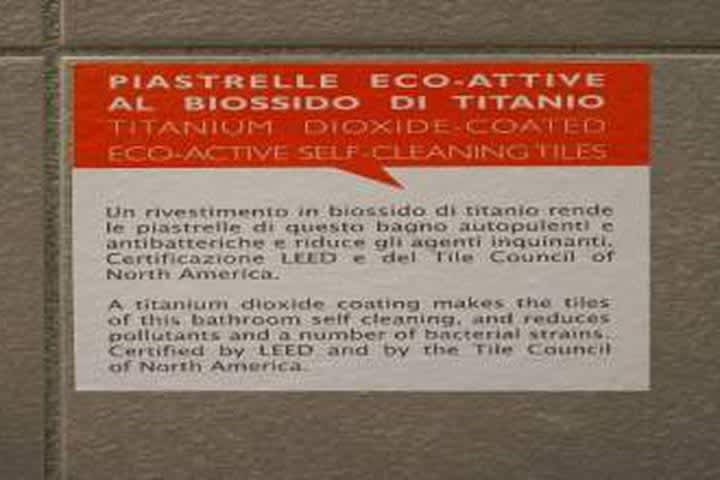 PIASTRELLE ECO-ATTIVE
AL BIOSSIDO DI TITANIO
TITANIUM DIOXIDE-COATED
ECO-ACTIVE SELF-CLEANING TILES
Un rivestimento in biossido di titanio rende
le piastrelle di questo bagno autopulenti e
antibatteriche e riduce gli agenti inquinanti.
Certificazione LEED e del Tile Council of
North America.
A titanium dioxide coating makes the tiles
of this bathroom self cleaning, and reduces
pollutants and a number of bacterial strains.
Certified by LEED and by the Tile Council
of North America.